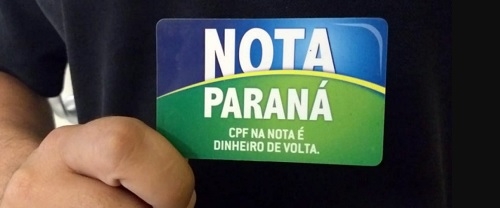 NOTA
PARANÁ
CPF NA NOTA É
DINHEIRO DE VOLTA.